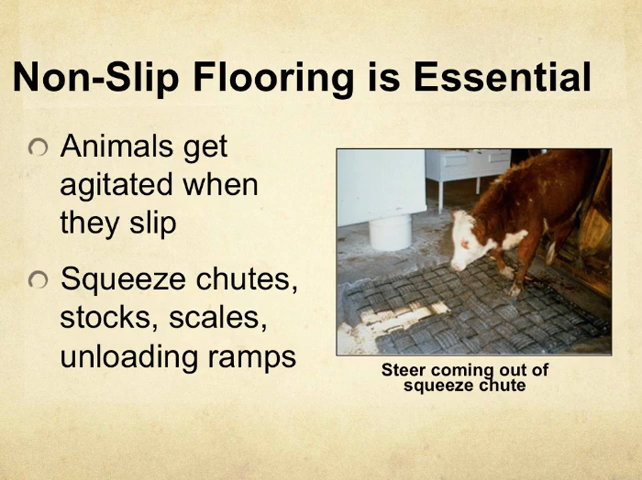 Non-Slip Flooring is Essential
Animals get
agitated when
they slip
Squeeze chutes,
stocks, scales,
unloading ramps
Steer coming out of
squeeze chute